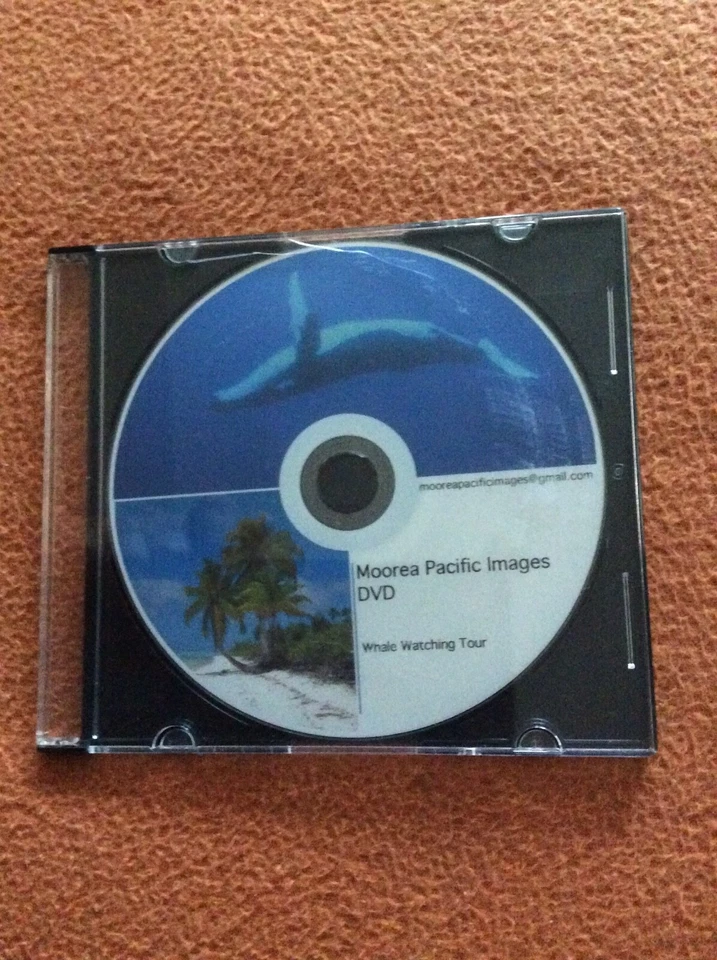 mooreapacificimages@gmail.com
Moorea Pacific Images
DVD
Whale Watching Tour